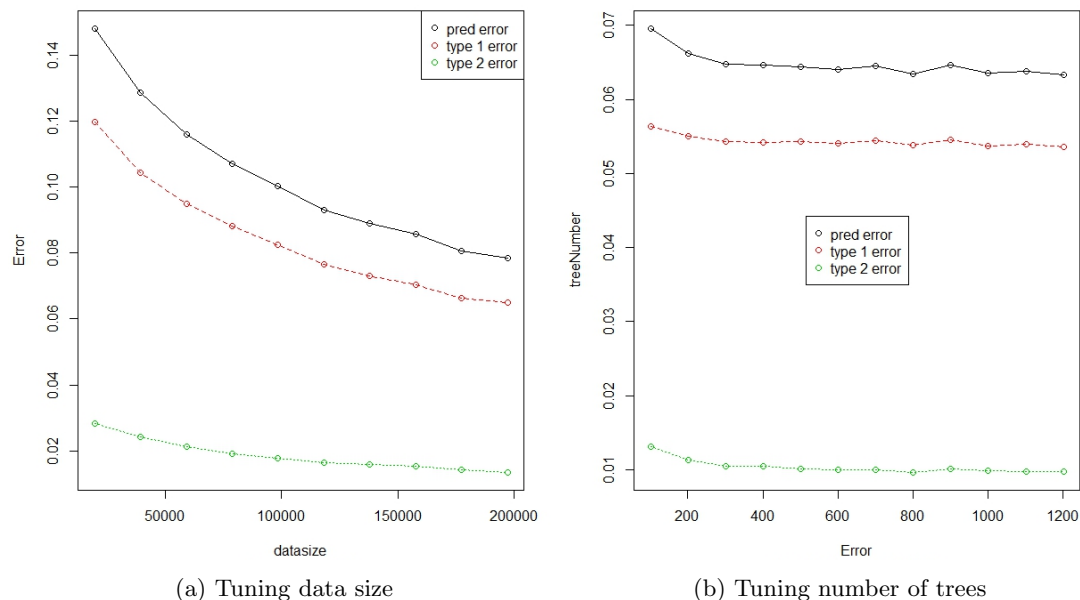 pred error
type 1 error
type 2 error
Error
0.02
0.04
0.06
0.08
0.10
0.12
0.14
50000
100000
150000
200000
datasize
(a) Tuning data size
pred error
type 1 error
type 2 error
treeNumber
0.01
0.02
0.03
0.04
0.05
0.06
0.07
200
400
600
800
1000
1200
Error
(b) Tuning number of trees